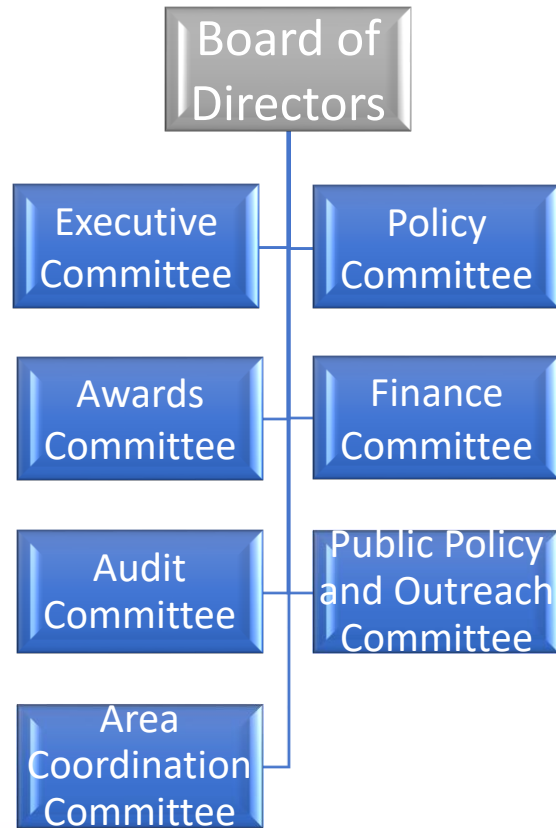 Board of
Directors
Executive
Committee
Policy
Committee
Awards
Committee
Finance
Committee
Audit
Committee
Public Policy
and Outreach
Committee
Area
Coordination
Committee